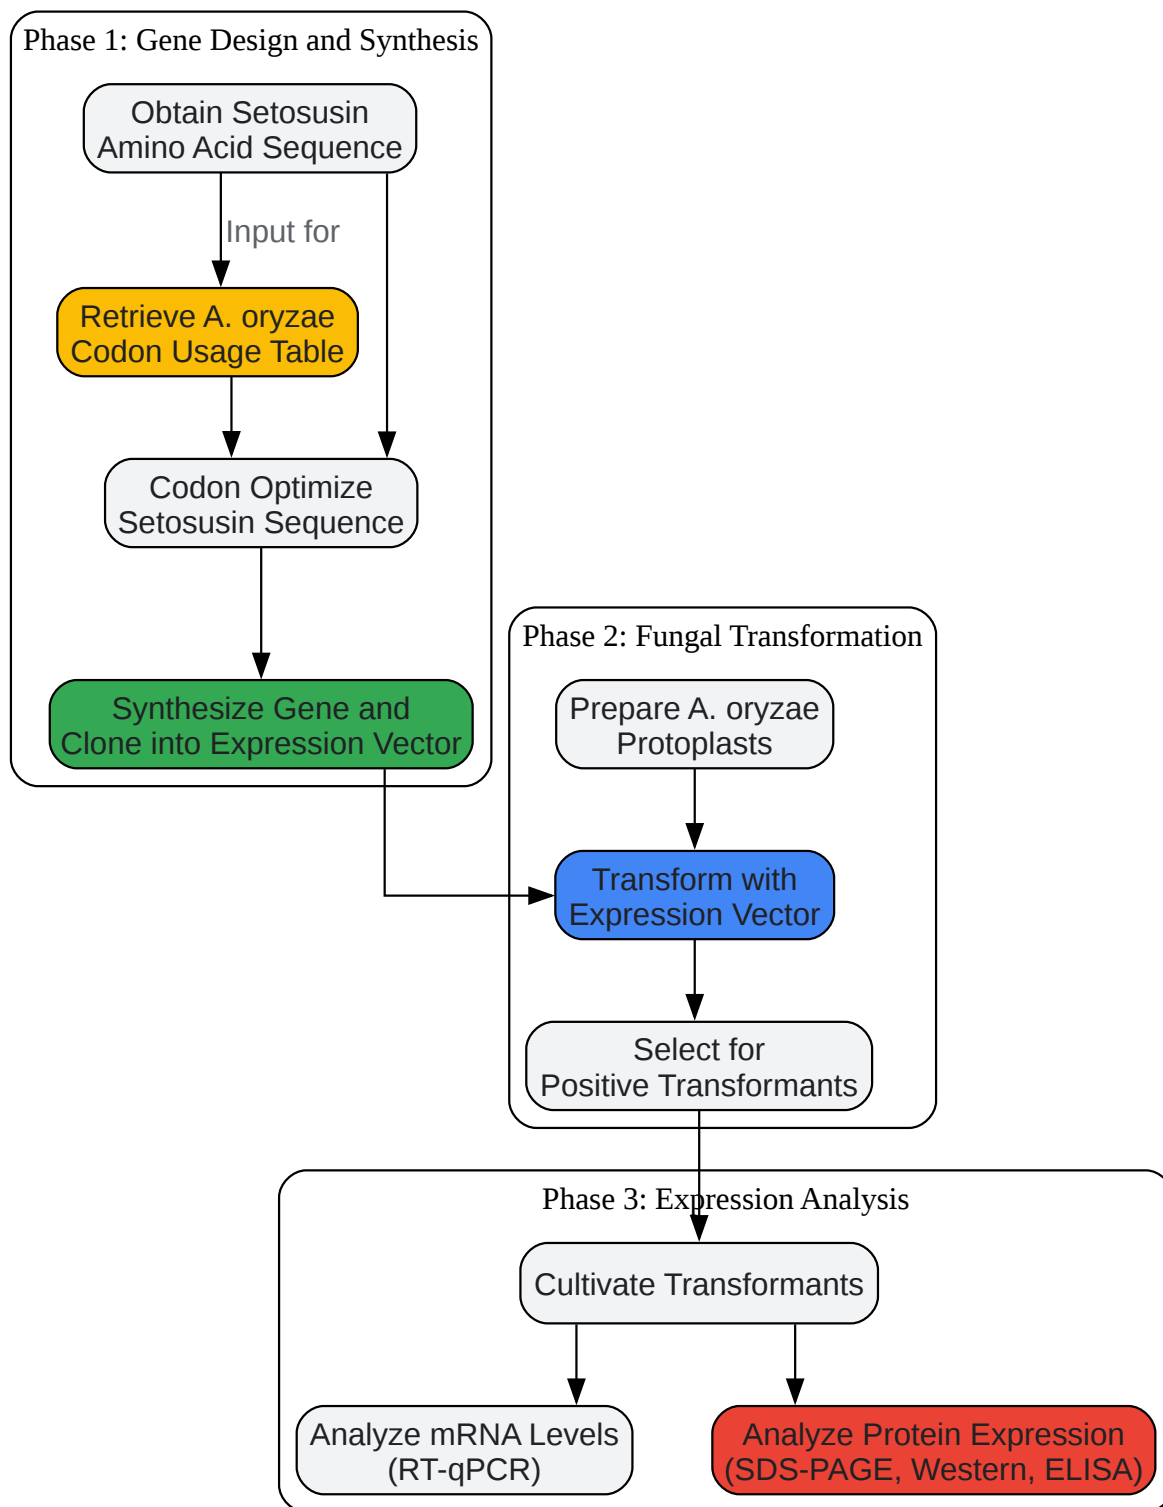 Phase 1: Gene Design and Synthesis
Obtain Setosusin
Amino Acid Sequence
Input for
Retrieve A. oryzae
Codon Usage Table
Codon Optimize
Setosusin Sequence
Synthesize Gene and
Clone into Expression Vector
Phase 2: Fungal Transformation
Prepare A. oryzae
Protoplasts
Transform with
Expression Vector
Select for
Positive Transformants
Phase 3: Expression Analysis
Cultivate Transformants
Analyze mRNA Levels
(RT-qPCR)
Analyze Protein Expression
(SDS-PAGE, Western, ELISA)